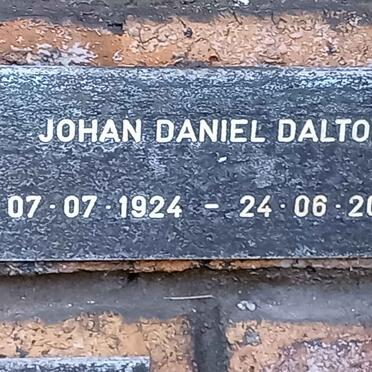 JOHAN DANIEL DALTO
07·07·1924 - 24·06·20